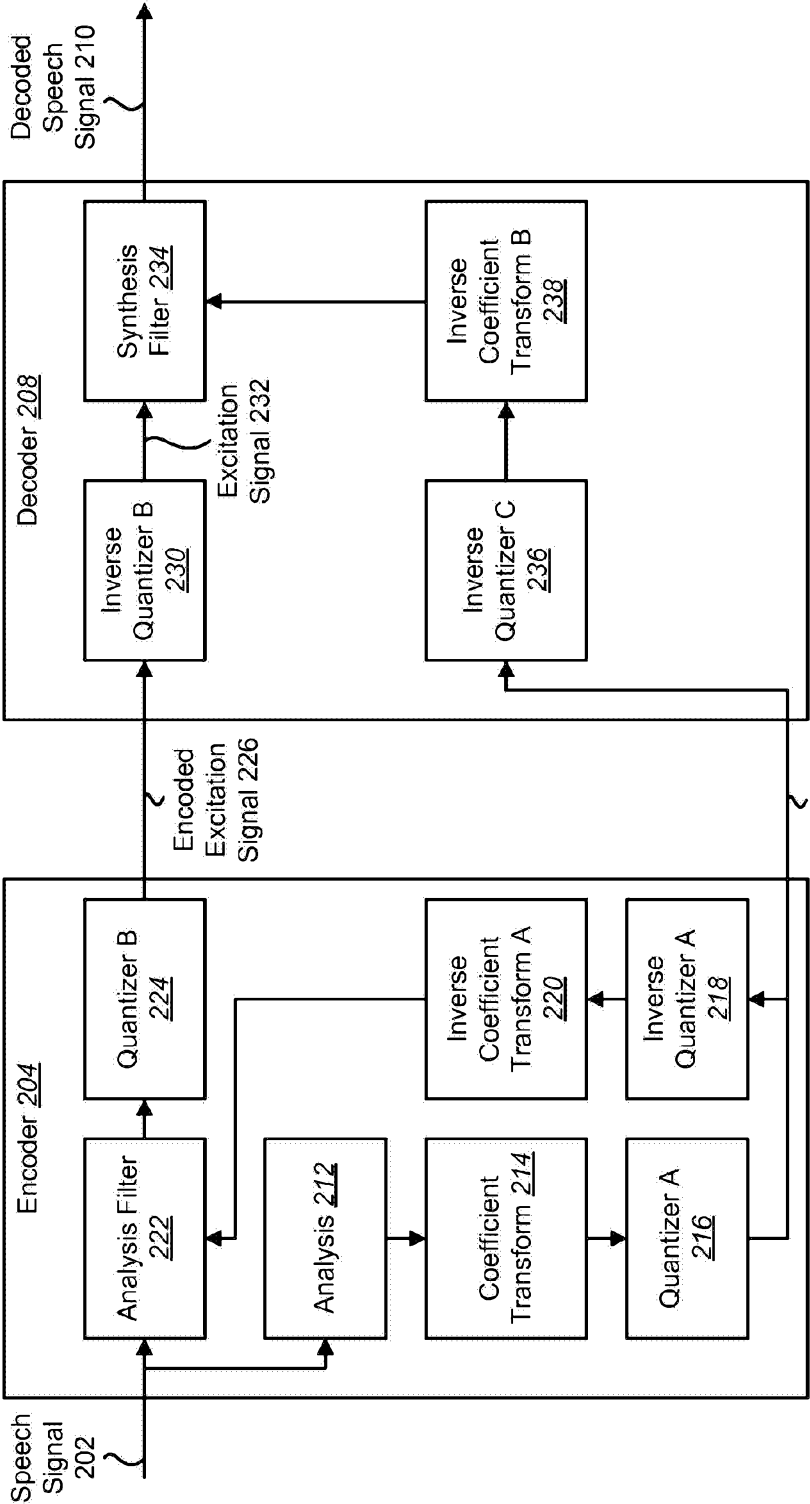 Speech
Signal
202
Encoder 204
Analysis Filter
222
Quantizer B
224
Analysis 212
Coefficient
Transform 214
Inverse
Coefficient
Transform A
220
Quantizer A
216
Inverse
Quantizer A
218
Encoded
Excitation
Signal 226
Decoder 208
Inverse
Quantizer B
230
Excitation
Signal 232
Synthesis
Filter 234
Inverse
Quantizer C
236
Inverse
Coefficient
Transform B
238
Decoded
Speech
Signal 210